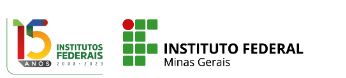 15
ANOS
INSTITUTOS
FEDERAIS
2008-2023
INSTITUTO FEDERAL
Minas Gerais